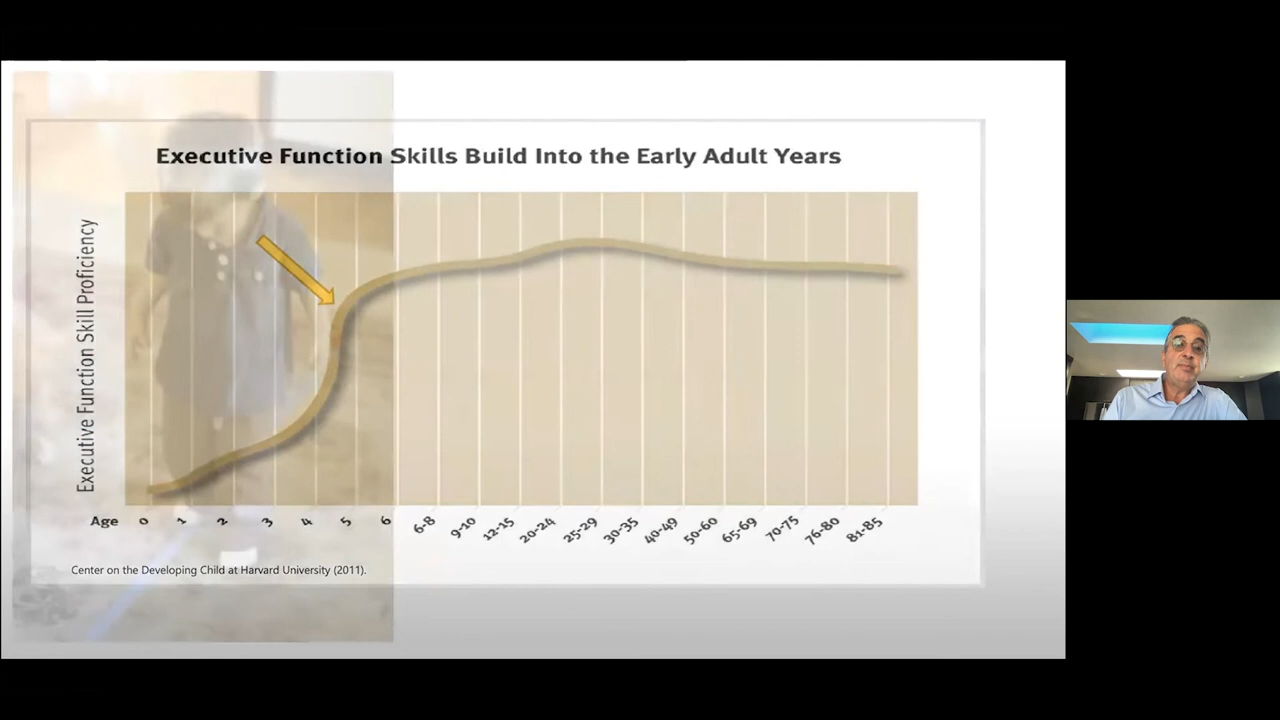 Executive Function Skills Build Into the Early Adult Years
Executive Function Skill Proficiency
Age 0 1 2 3 4 5 6 6-8 9-10 12-15 20-24 25-29 30-35 40-49 50-60 65-69 70-75 76-80 81-85
Center on the Developing Child at Harvard University (2011).